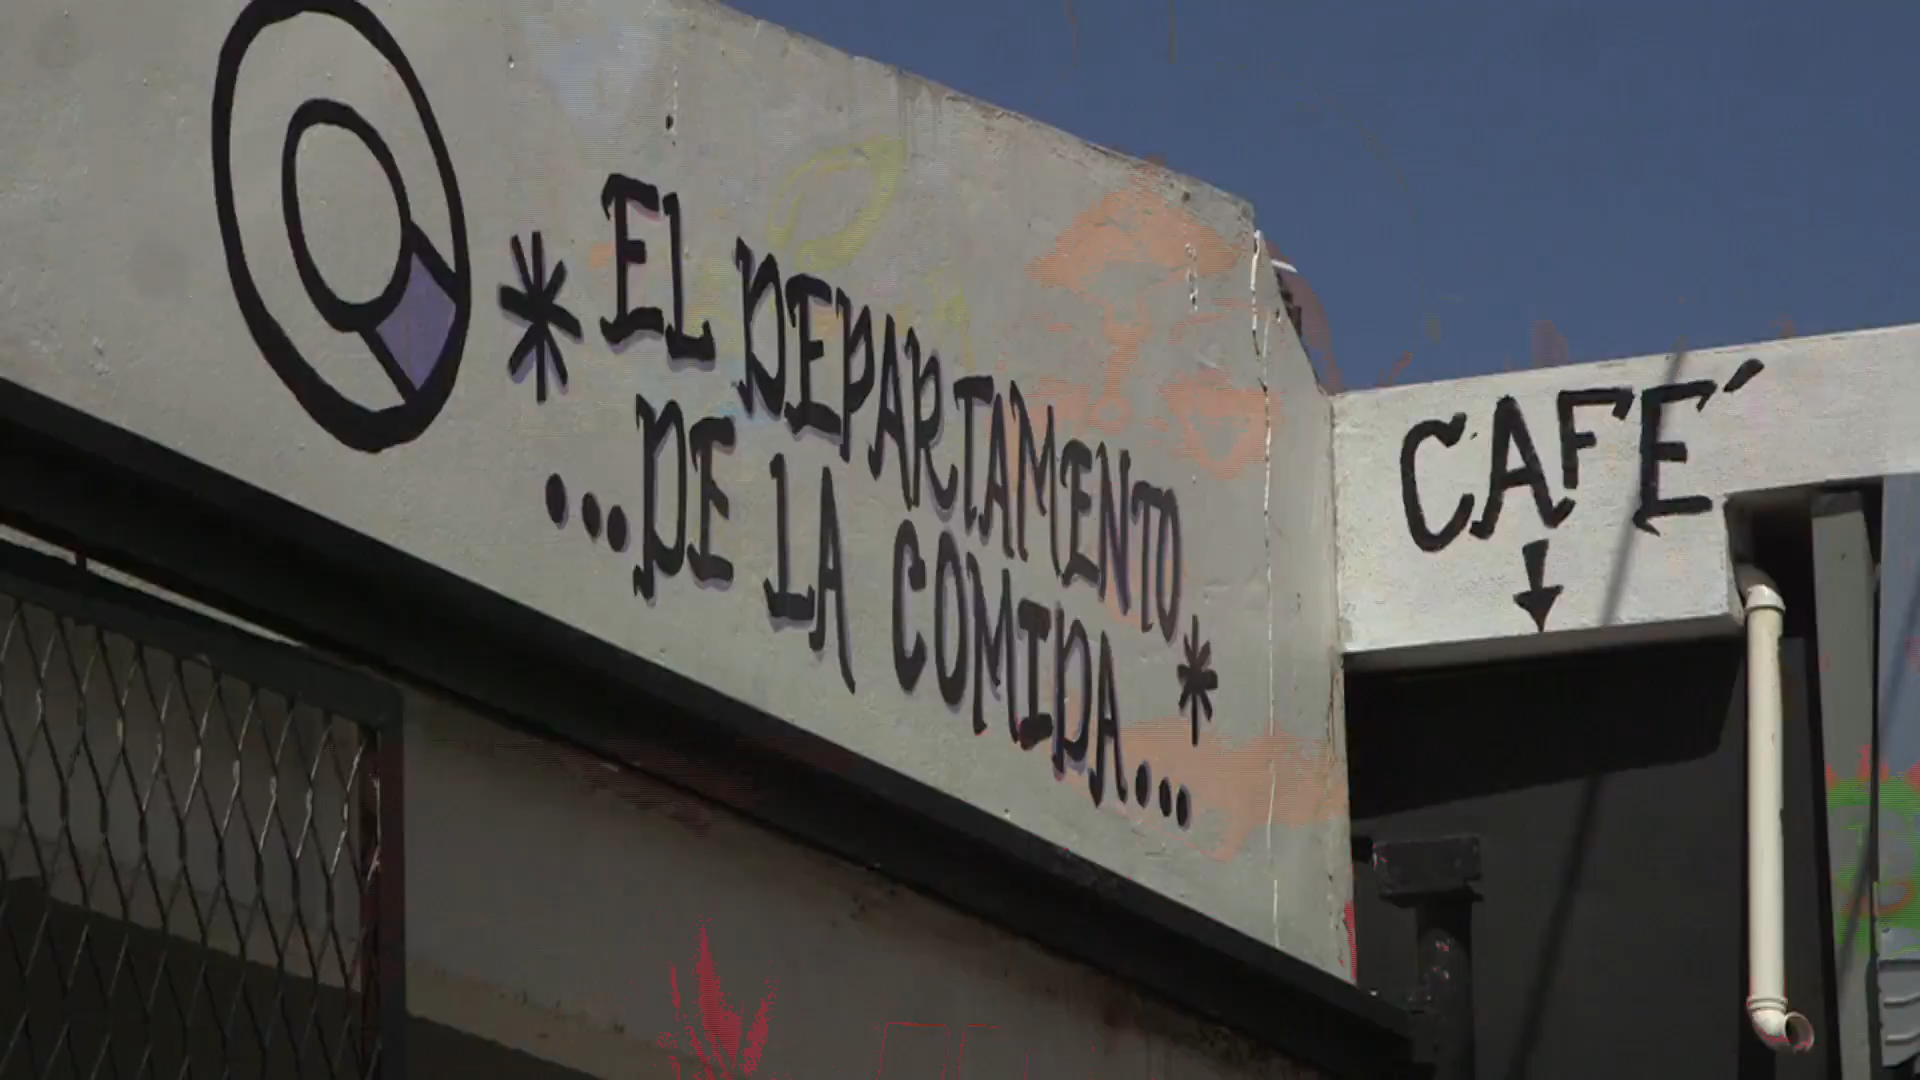 * EL DEPARTAMENTO
...DE LA COMIDA... *
CAFÉ